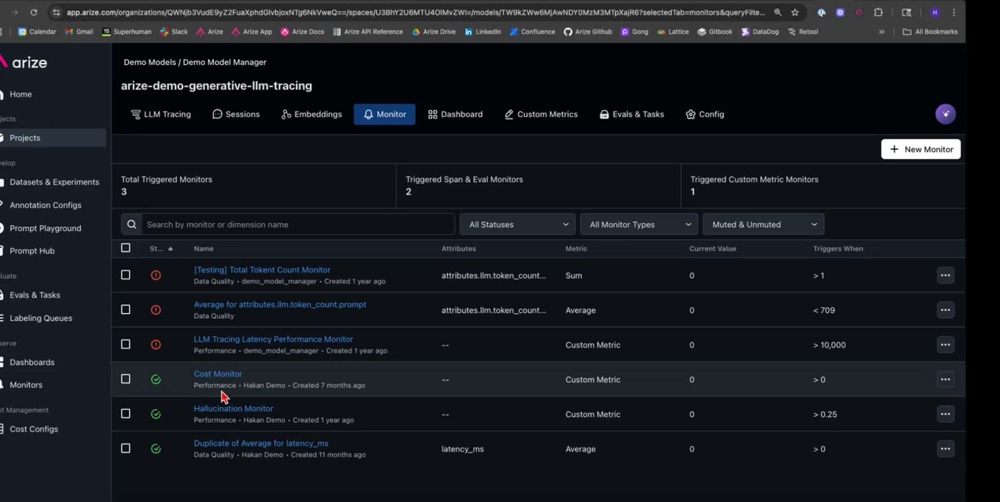 app.arize.com/organizations/QWNjb3VudE9yZ2FuaXphdGlvbjoxNTg6NkVweQ==/spaces/U3BhY2U6MTU4OlMvZWI=/models/TW9kZWw6MjAwNDY0MzM3MTpXajR6?selectedTab=monitors&queryFilte...
H
Calendar Gmail Superhuman Slack Arize Arize App Arize Docs Arize API Reference Arize Drive LinkedIn Confluence Arize Github Gong Lattice Gitbook DataDog Retool » All Bookmarks
arize
Home
jects
Projects
velop
Datasets & Experiments
Annotation Configs
Prompt Playground
Prompt Hub
luate
Evals & Tasks
Labeling Queues
serve
Dashboards
Monitors
st Management
Cost Configs
Demo Models / Demo Model Manager
arize-demo-generative-llm-tracing
LLM Tracing Sessions Embeddings Monitor Dashboard Custom Metrics Evals & Tasks Config
+ New Monitor
Total Triggered Monitors
3
Triggered Span & Eval Monitors
2
Triggered Custom Metric Monitors
1
Search by monitor or dimension name All Statuses All Monitor Types Muted & Unmuted
St... Name Attributes Metric Current Value Triggers When
[Testing] Total Tokent Count Monitor
Data Quality • demo_model_manager • Created 1 year ago
attributes.llm.token_count... Sum 0 > 1
Average for attributes.llm.token_count.prompt
Data Quality
attributes.llm.token_count... Average 0 < 709
LLM Tracing Latency Performance Monitor
Performance • demo_model_manager • Created 1 year ago
-- Custom Metric 0 > 10,000
Cost Monitor
Performance • Hakan Demo • Created 7 months ago
-- Custom Metric 0 > 0
Hallucination Monitor
Performance • Hakan Demo • Created 1 year ago
-- Custom Metric 0 > 0.25
Duplicate of Average for latency_ms
Data Quality • Hakan Demo • Created 11 months ago
latency_ms Average 0 > 0